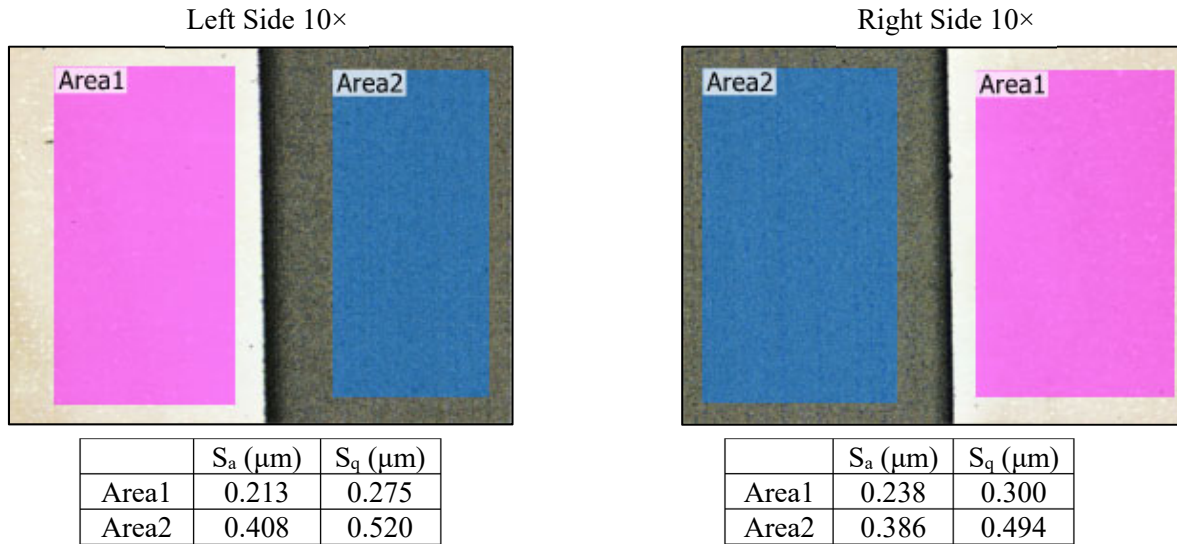 Left Side 10×
Right Side 10×
Area1
Area2
Area2
Area1
Sa (μm) Sq (μm)
Area1 0.213 0.275
Area2 0.408 0.520
Sa (μm) Sq (μm)
Area1 0.238 0.300
Area2 0.386 0.494